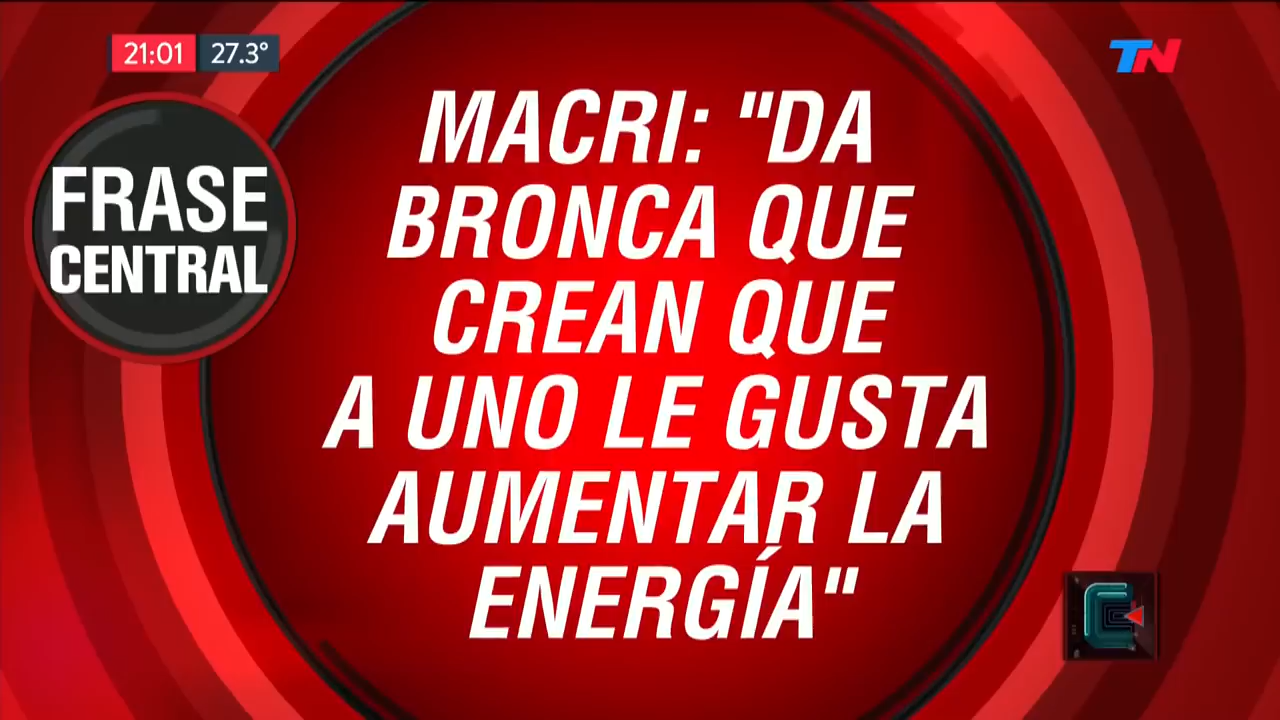 21:01 27.3°
TN
FRASE
CENTRAL
MACRI: "DA
BRONCA QUE
CREAN QUE
A UNO LE GUSTA
AUMENTAR LA
ENERGÍA"